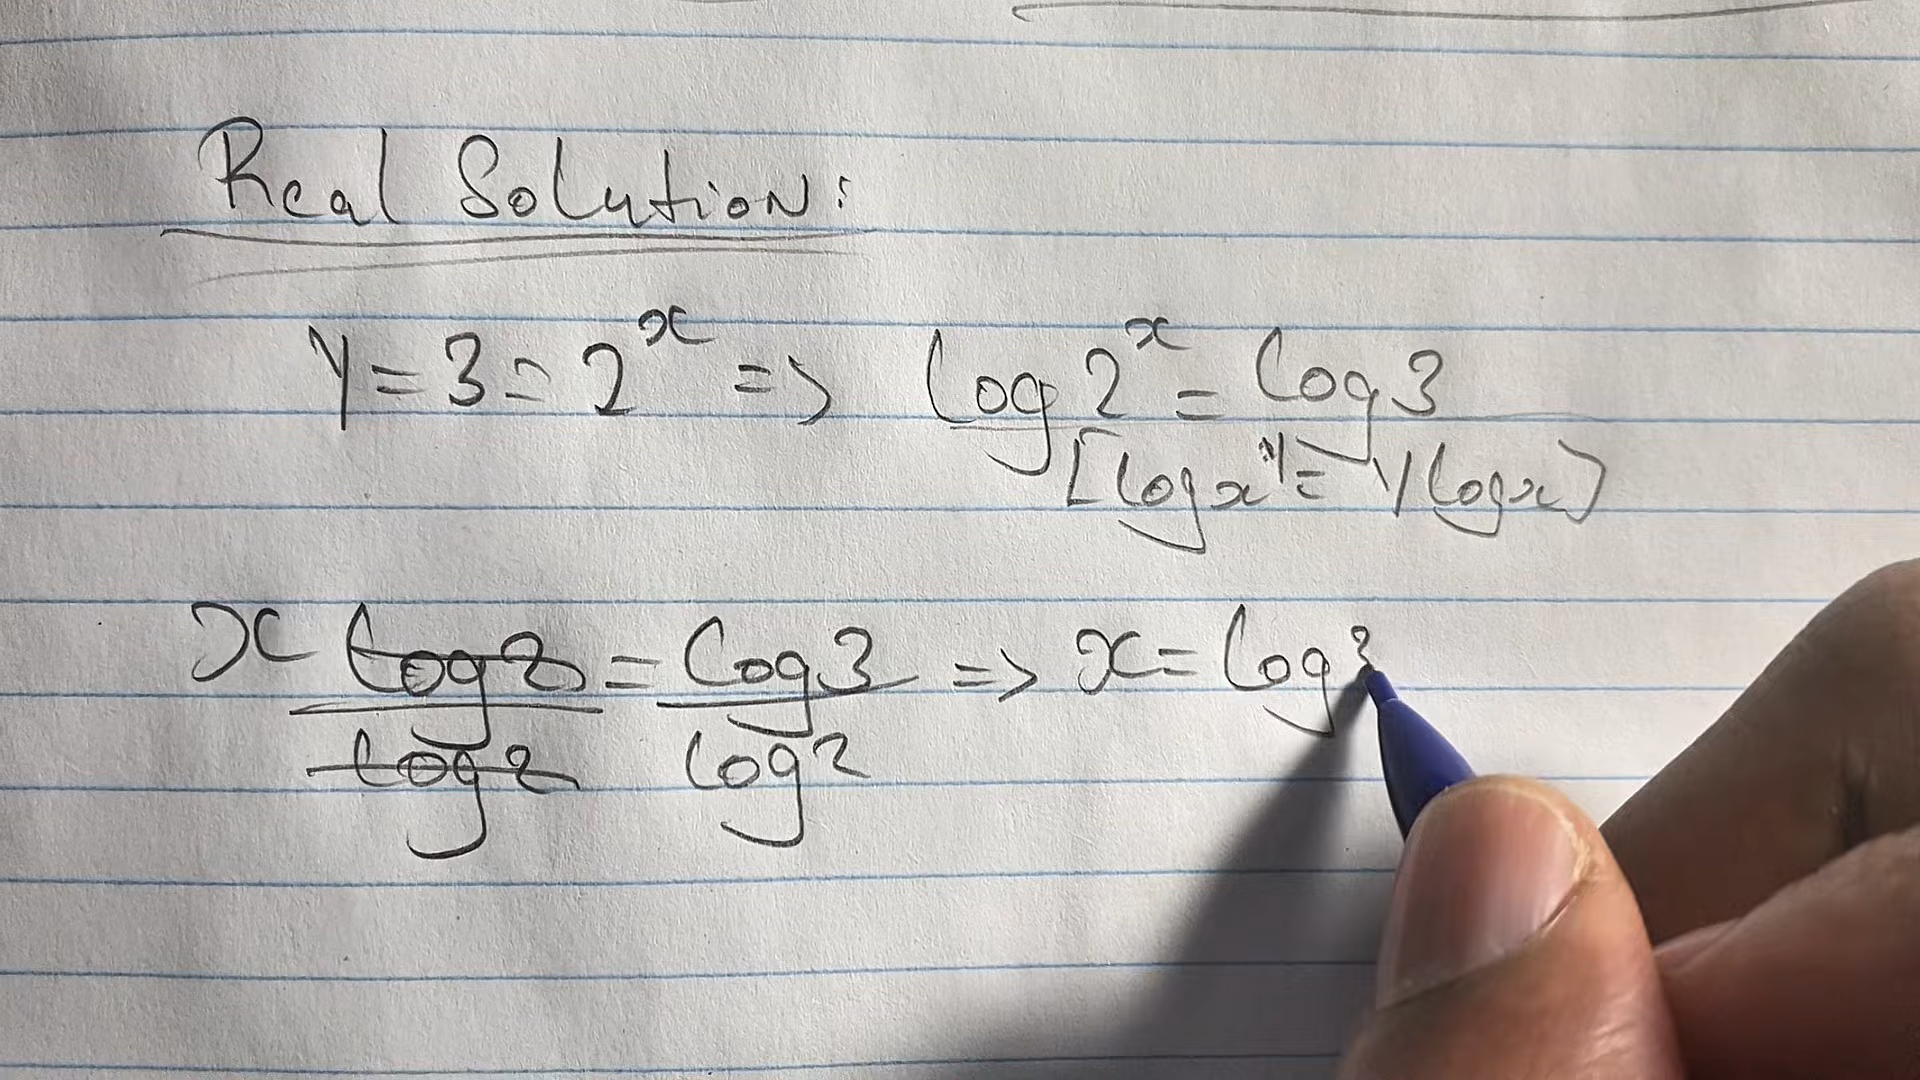 Real Solution:
y = 3 = 2^x => log 2^x = log 3
[log x^y = y log x]
x log 2 / log 2 = log 3 / log 2 => x = log 3